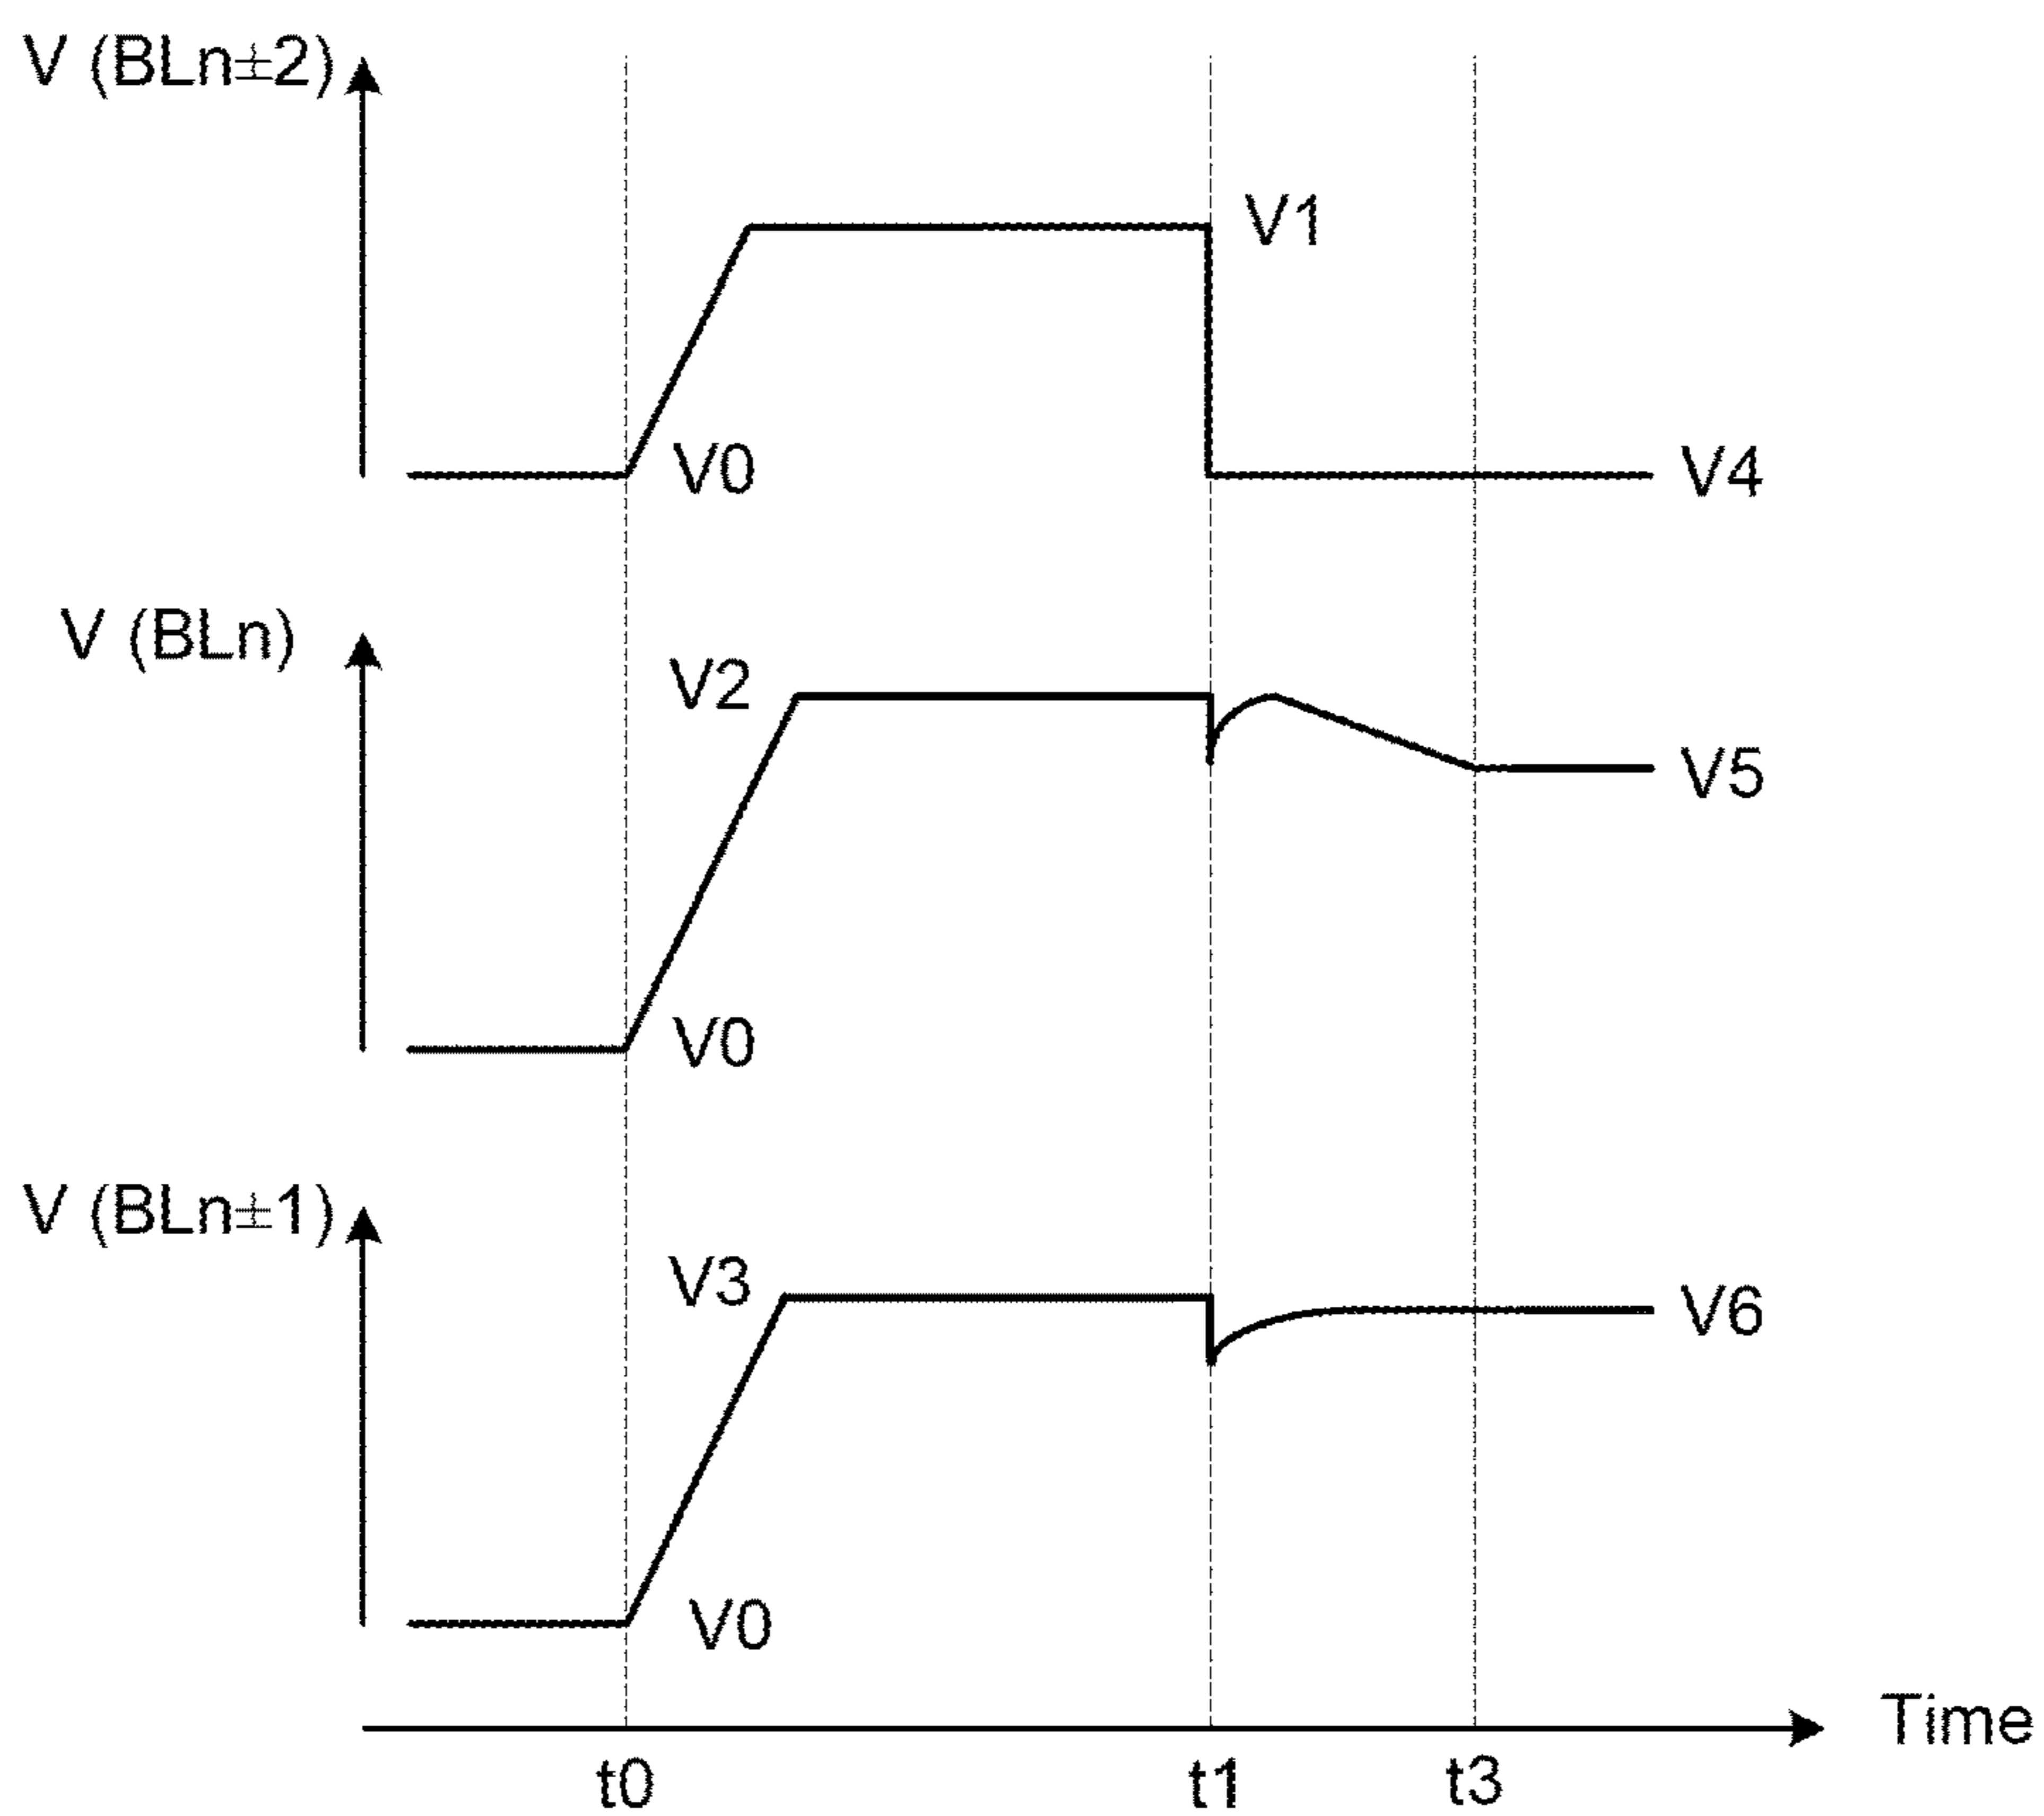 V (BLn±2)
V1
V0
V4
V (BLn)
V2
V5
V0
V (BLn±1)
V3
V6
V0
Time
t0
t1
t3